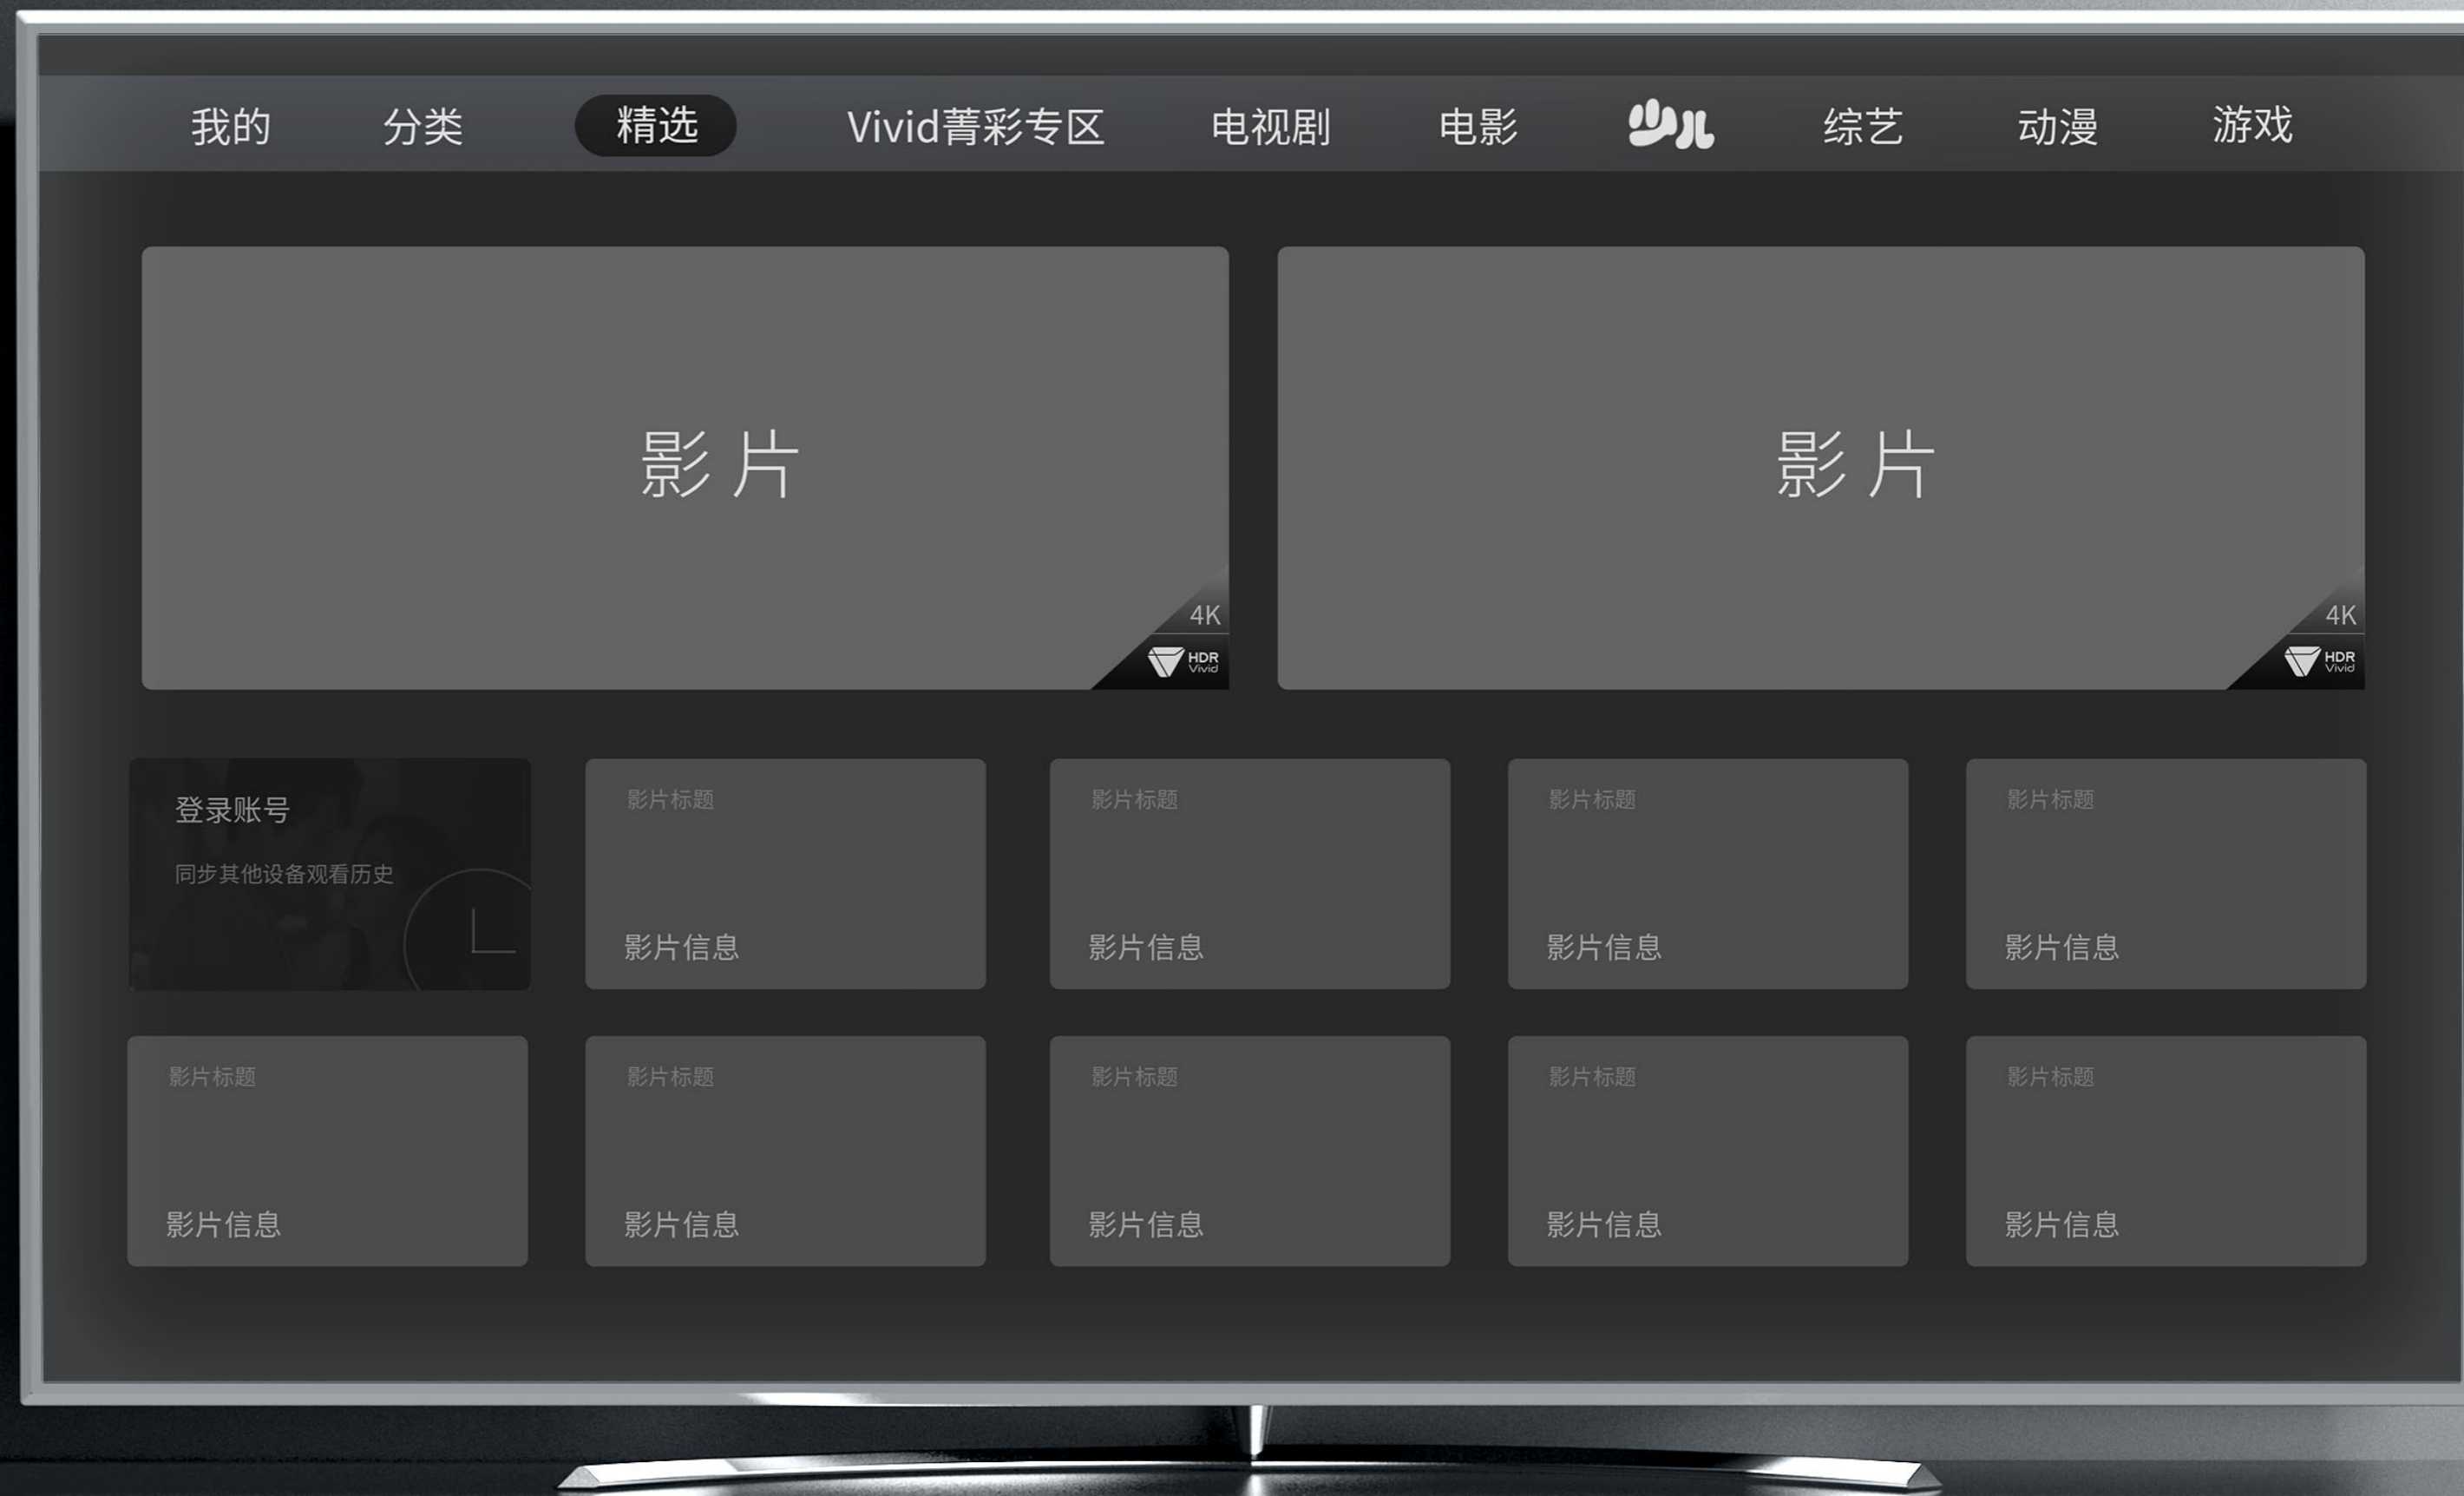 我的 分类 精选 Vivid菁彩专区 电视剧 电影 少儿 综艺 动漫 游戏
影片 影片
4K 4K
HDR HDR
Vivid Vivid
登录账号
同步其他设备观看历史
影片标题 影片标题 影片标题 影片标题
影片信息 影片信息 影片信息 影片信息
影片标题 影片标题 影片标题 影片标题 影片标题
影片信息 影片信息 影片信息 影片信息 影片信息